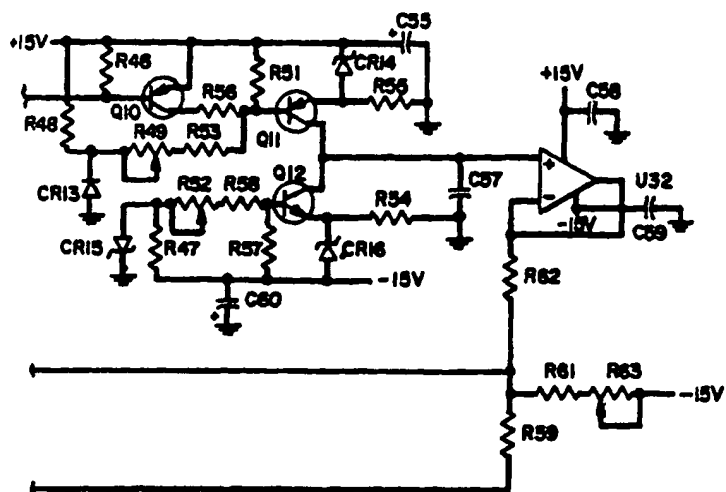 C55
+15V
R46
R51
CR14
R55
+15V
C58
R56
Q10
R48
R49
R53
Q11
Q12
U32
C57
CR13
R52
R58
R54
-15V
C59
CR15
R47
R57
CR16
R62
C60
-15V
+
R61
R63
-15V
R59